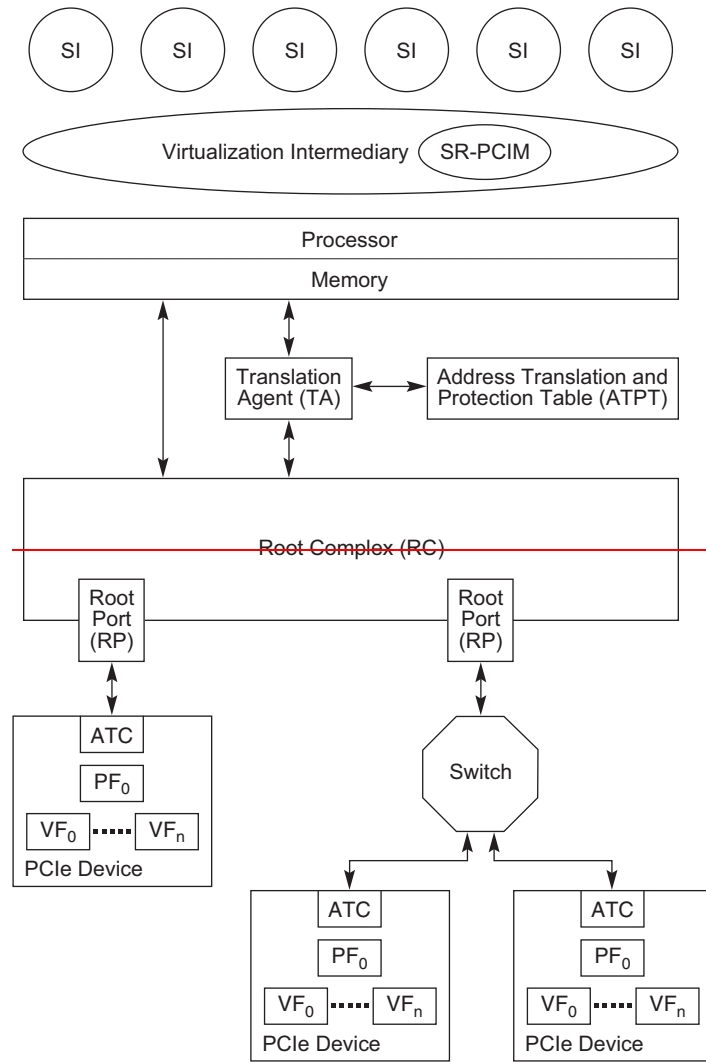 SI SI SI SI SI SI
Virtualization Intermediary SR-PCIM
Processor
Memory
Translation
Agent (TA)
Address Translation and
Protection Table (ATPT)
Root Complex (RC)
Root
Port
(RP)
Root
Port
(RP)
ATC
PF0
VF0 VFn
PCIe Device
Switch
ATC
PF0
VF0 VFn
PCIe Device
ATC
PF0
VF0 VFn
PCIe Device